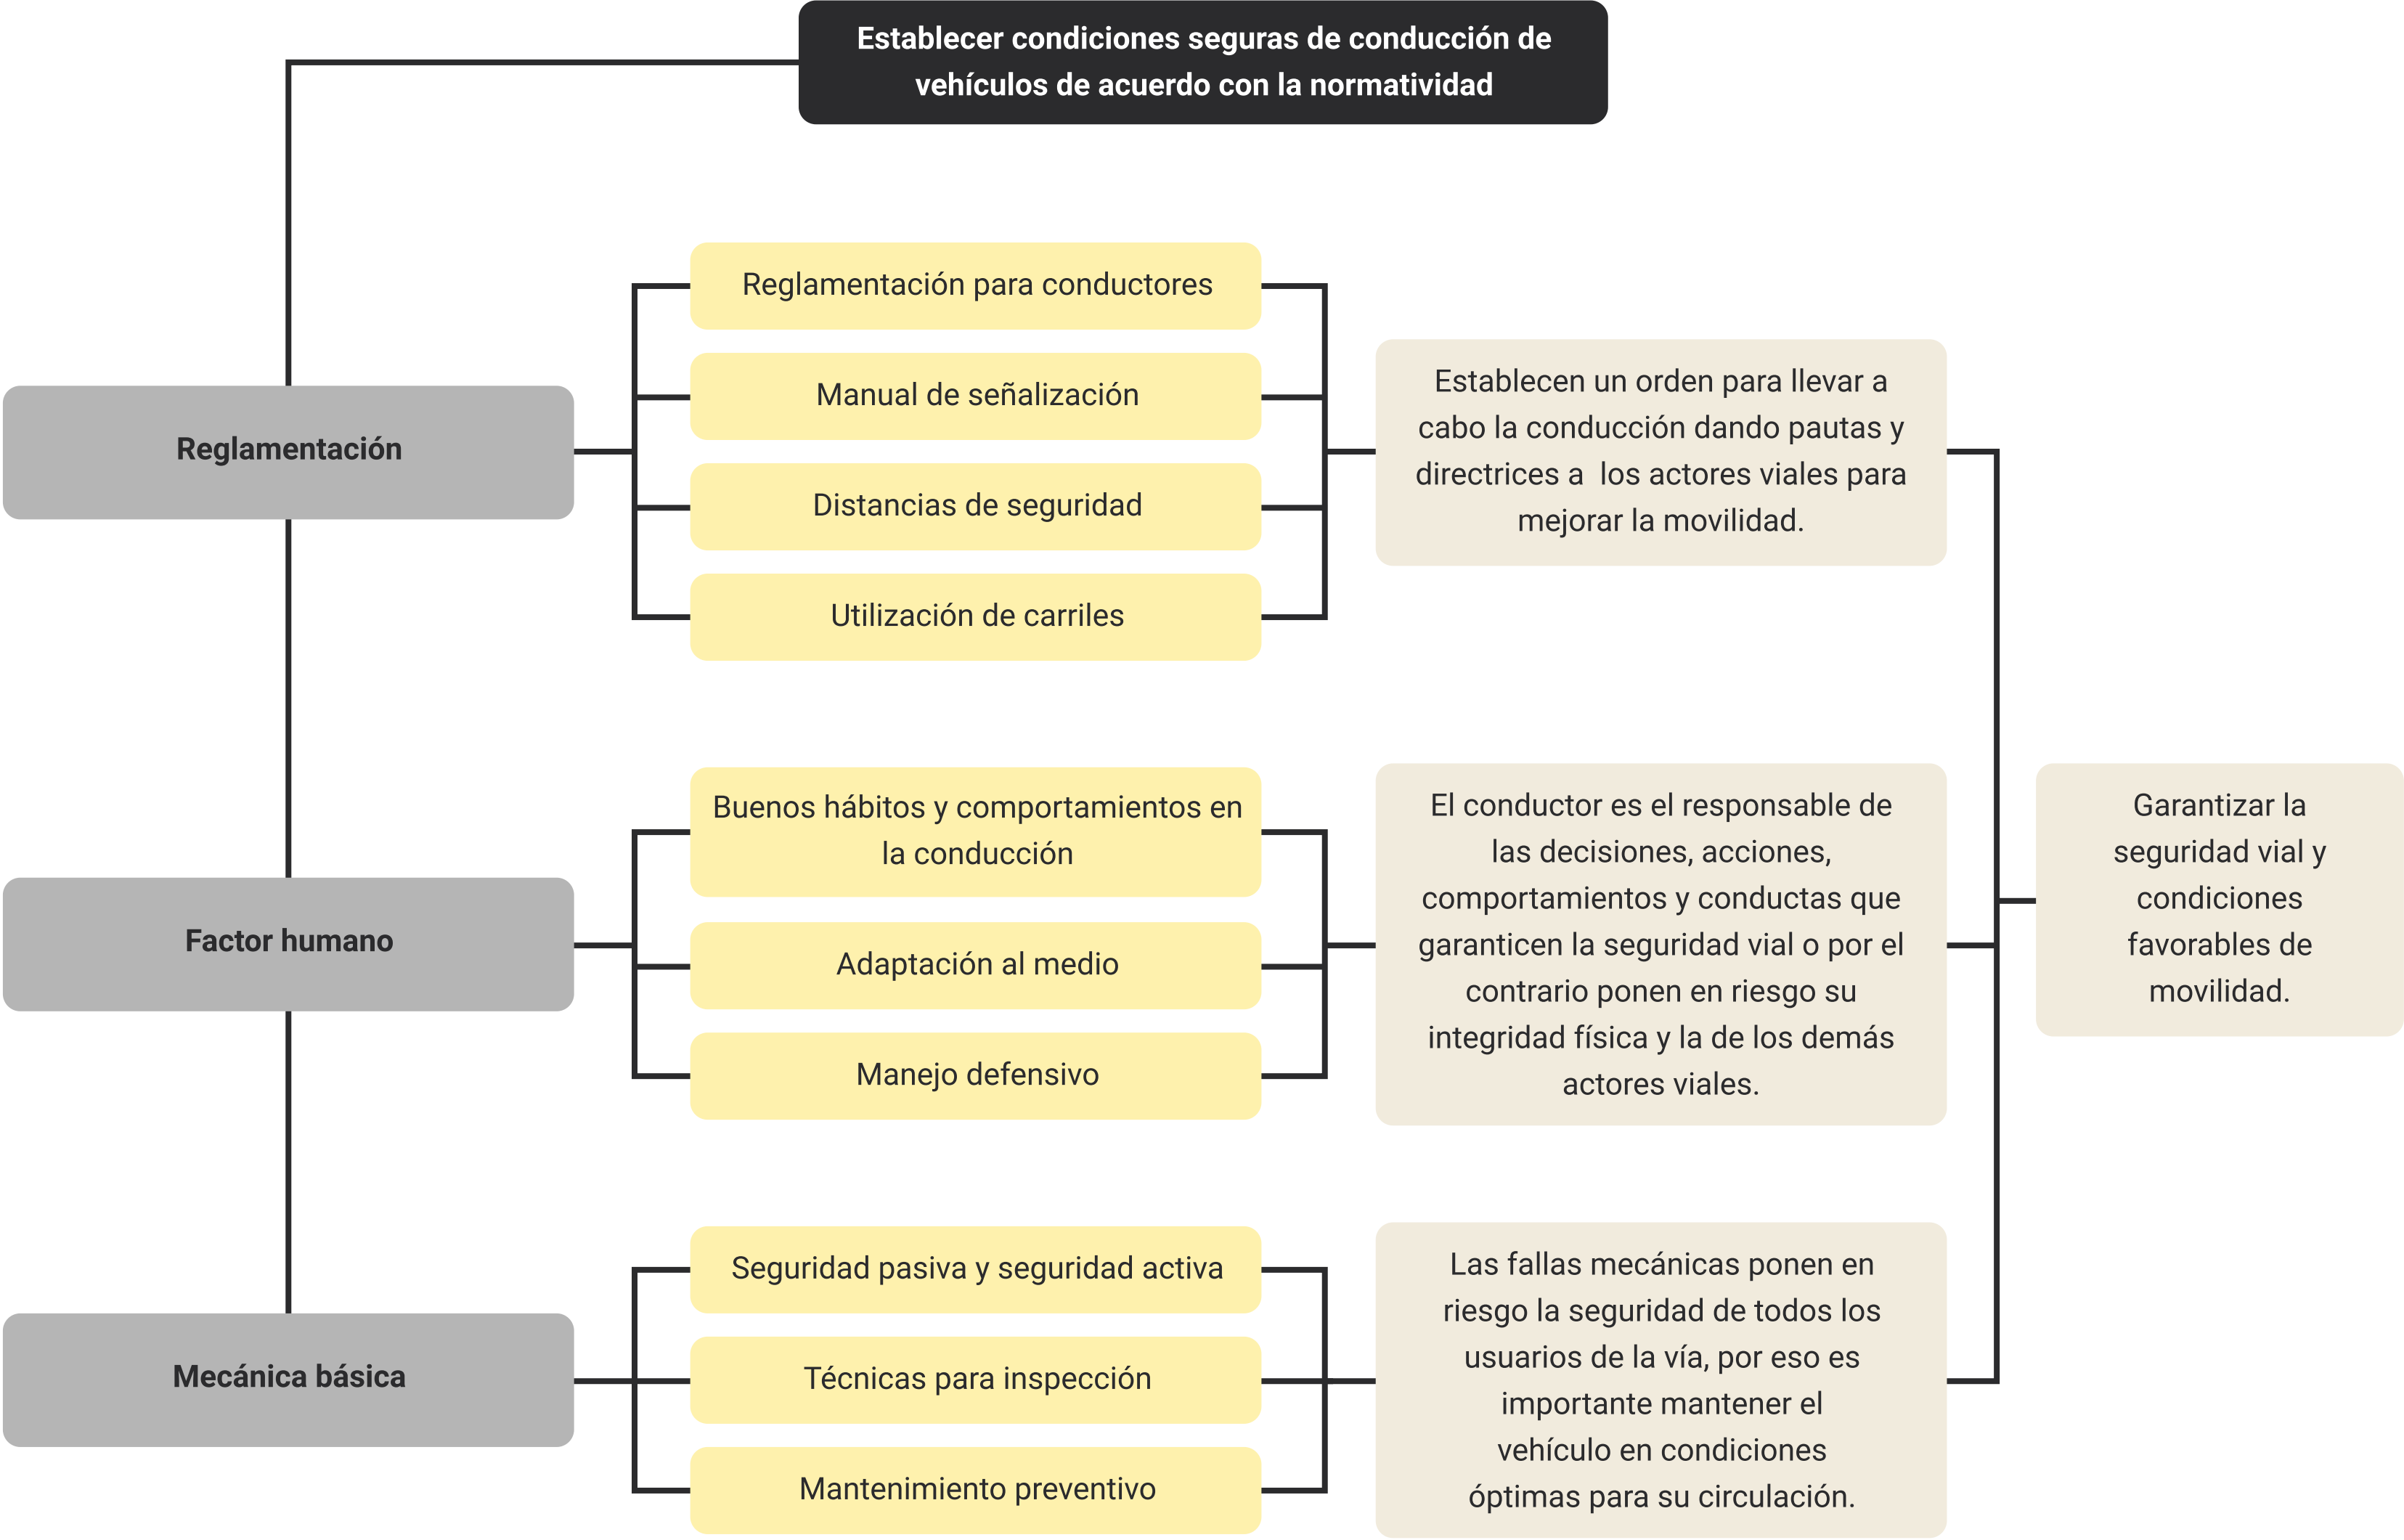 Establecer condiciones seguras de conducción de
vehículos de acuerdo con la normatividad
Reglamentación
Reglamentación para conductores
Manual de señalización
Distancias de seguridad
Utilización de carriles
Establecen un orden para llevar a
cabo la conducción dando pautas y
directrices a  los actores viales para
mejorar la movilidad.
Factor humano
Buenos hábitos y comportamientos en
la conducción
Adaptación al medio
Manejo defensivo
El conductor es el responsable de
las decisiones, acciones,
comportamientos y conductas que
garanticen la seguridad vial o por el
contrario ponen en riesgo su
integridad física y la de los demás
actores viales.
Mecánica básica
Seguridad pasiva y seguridad activa
Técnicas para inspección
Mantenimiento preventivo
Las fallas mecánicas ponen en
riesgo la seguridad de todos los
usuarios de la vía, por eso es
importante mantener el
vehículo en condiciones
óptimas para su circulación.
Garantizar la
seguridad vial y
condiciones
favorables de
movilidad.